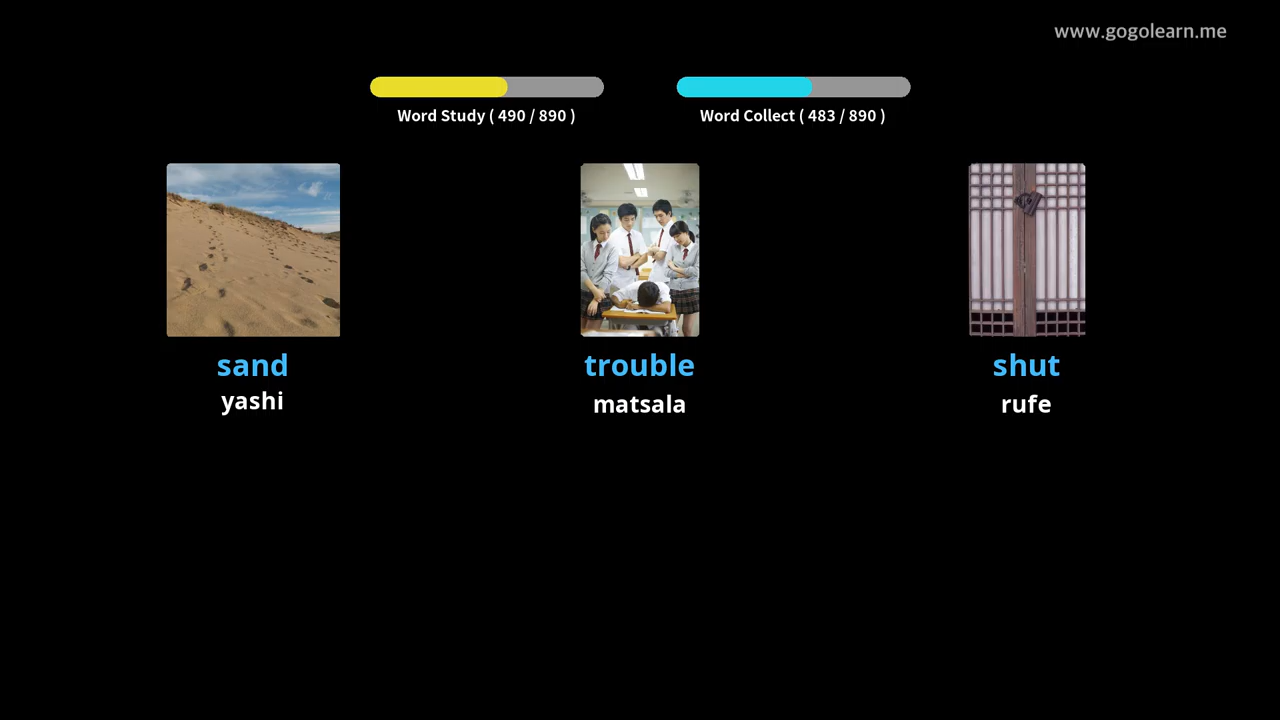 www.gogolearn.me
Word Study ( 490 / 890 )
Word Collect ( 483 / 890 )
sand
yashi
trouble
matsala
shut
rufe